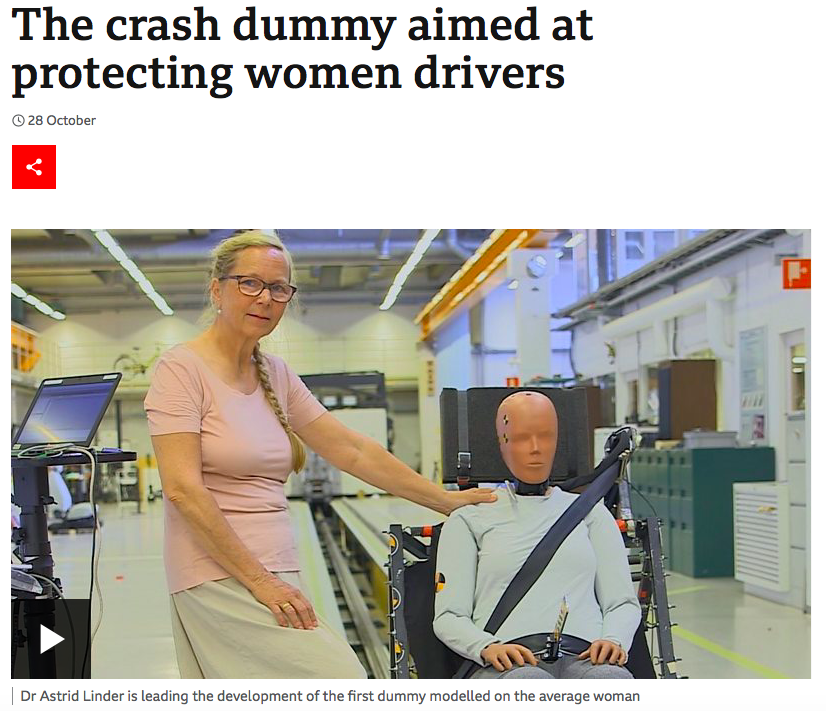 The crash dummy aimed at
protecting women drivers
28 October
Dr Astrid Linder is leading the development of the first dummy modelled on the average woman